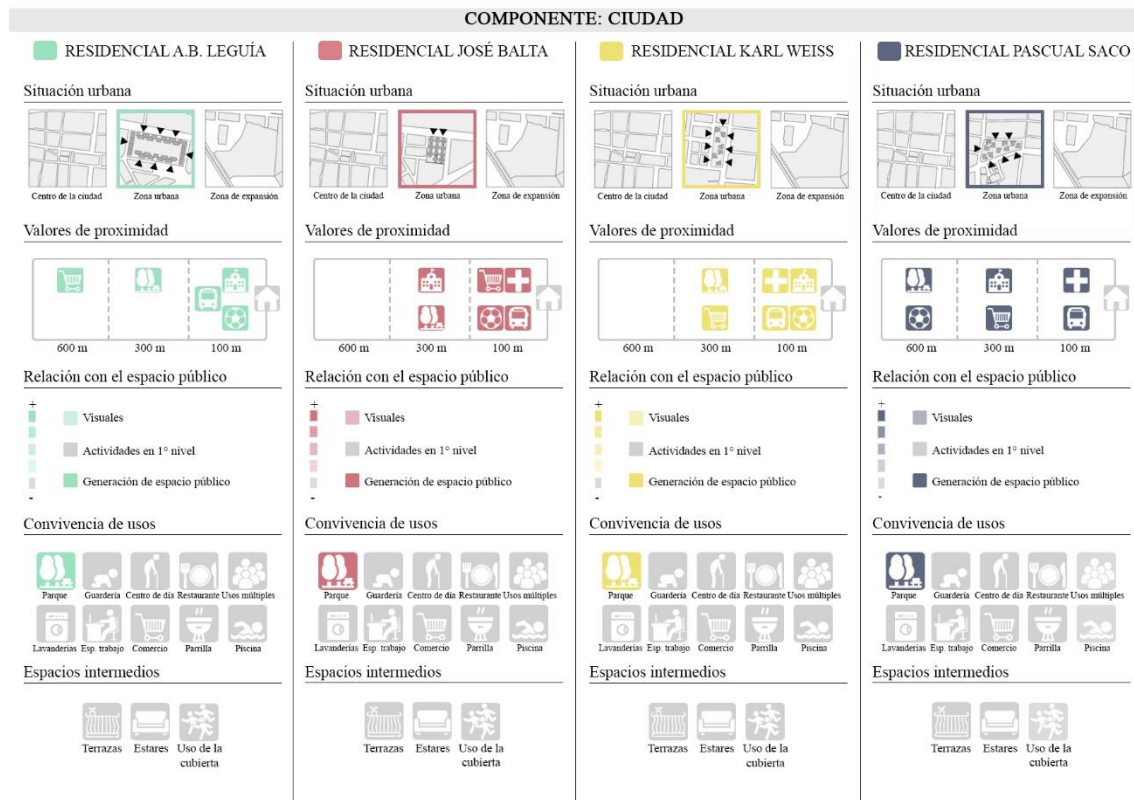 COMPONENTE: CIUDAD
RESIDENCIAL A.B. LEGUÍA
Situación urbana
Centro de la ciudad
Zona urbana
Zona de expansión
Valores de proximidad
600 m
300 m
100 m
Relación con el espacio público
+
Visuales
Actividades en 1° nivel
Generación de espacio público
-
Convivencia de usos
Parque
Guardería
Centro de día
Restaurante
Usos múltiples
Lavanderías
Esp. trabajo
Comercio
Parrilla
Piscina
Espacios intermedios
Terrazas
Estares
Uso de la
cubierta
RESIDENCIAL JOSÉ BALTA
Situación urbana
Centro de la ciudad
Zona urbana
Zona de expansión
Valores de proximidad
600 m
300 m
100 m
Relación con el espacio público
+
Visuales
Actividades en 1° nivel
Generación de espacio público
-
Convivencia de usos
Parque
Guardería
Centro de día
Restaurante
Usos múltiples
Lavanderías
Esp. trabajo
Comercio
Parrilla
Piscina
Espacios intermedios
Terrazas
Estares
Uso de la
cubierta
RESIDENCIAL KARL WEISS
Situación urbana
Centro de la ciudad
Zona urbana
Zona de expansión
Valores de proximidad
600 m
300 m
100 m
Relación con el espacio público
+
Visuales
Actividades en 1° nivel
Generación de espacio público
-
Convivencia de usos
Parque
Guardería
Centro de día
Restaurante
Usos múltiples
Lavanderías
Esp. trabajo
Comercio
Parrilla
Piscina
Espacios intermedios
Terrazas
Estares
Uso de la
cubierta
RESIDENCIAL PASCUAL SACO
Situación urbana
Centro de la ciudad
Zona urbana
Zona de expansión
Valores de proximidad
600 m
300 m
100 m
Relación con el espacio público
+
Visuales
Actividades en 1° nivel
Generación de espacio público
-
Convivencia de usos
Parque
Guardería
Centro de día
Restaurante
Usos múltiples
Lavanderías
Esp. trabajo
Comercio
Parrilla
Piscina
Espacios intermedios
Terrazas
Estares
Uso de la
cubierta